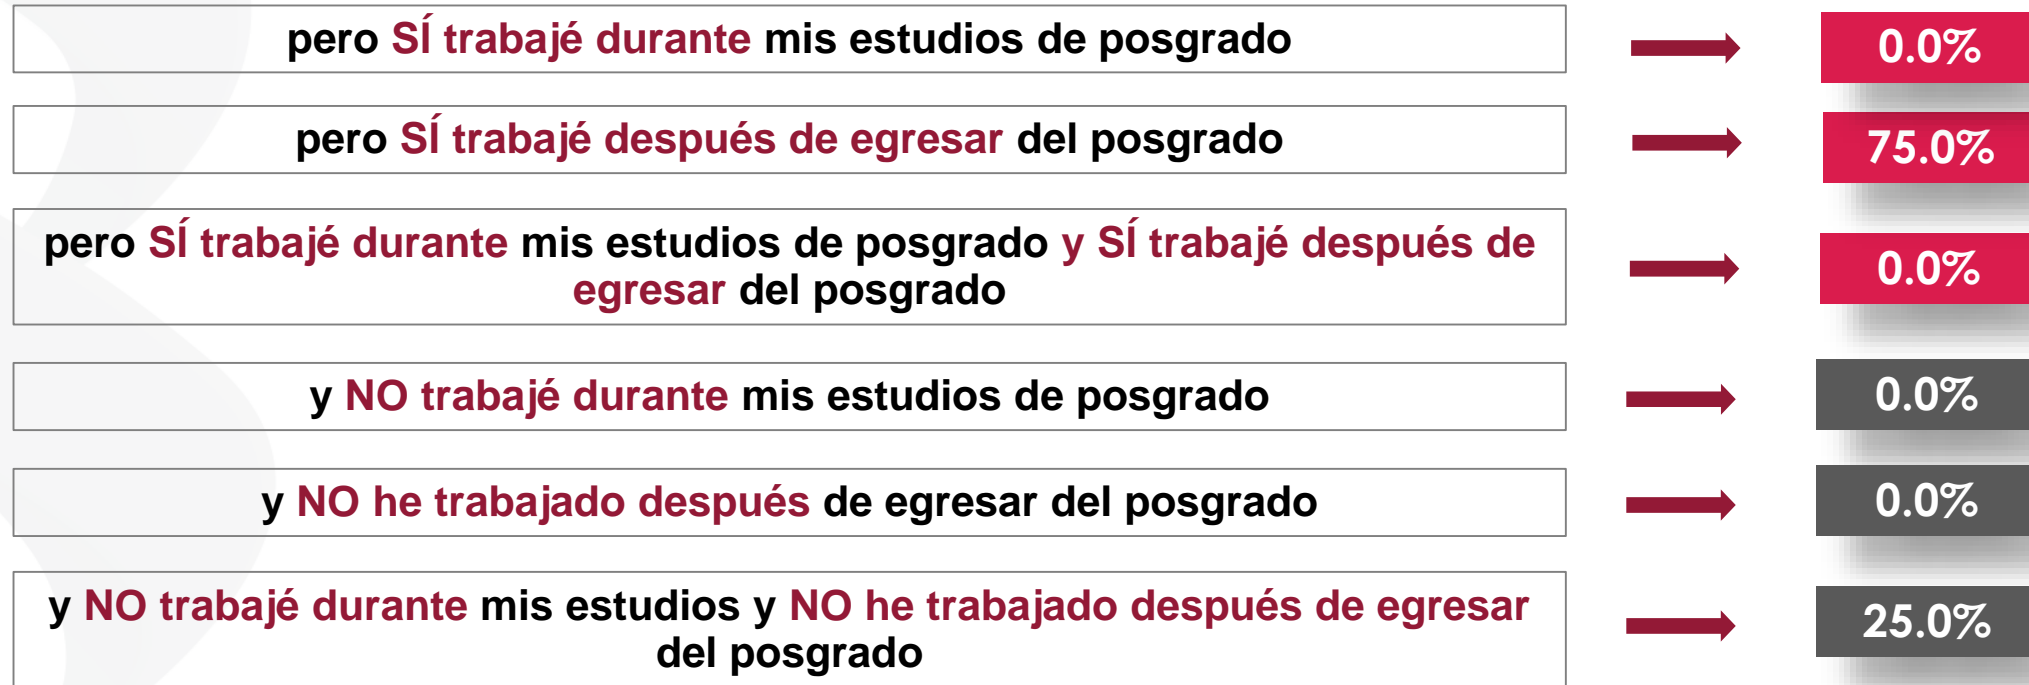 pero SÍ trabajé durante mis estudios de posgrado
0.0%
pero SÍ trabajé después de egresar del posgrado
75.0%
pero SÍ trabajé durante mis estudios de posgrado y SÍ trabajé después de
egresar del posgrado
0.0%
y NO trabajé durante mis estudios de posgrado
0.0%
y NO he trabajado después de egresar del posgrado
0.0%
y NO trabajé durante mis estudios y NO he trabajado después de egresar
del posgrado
25.0%